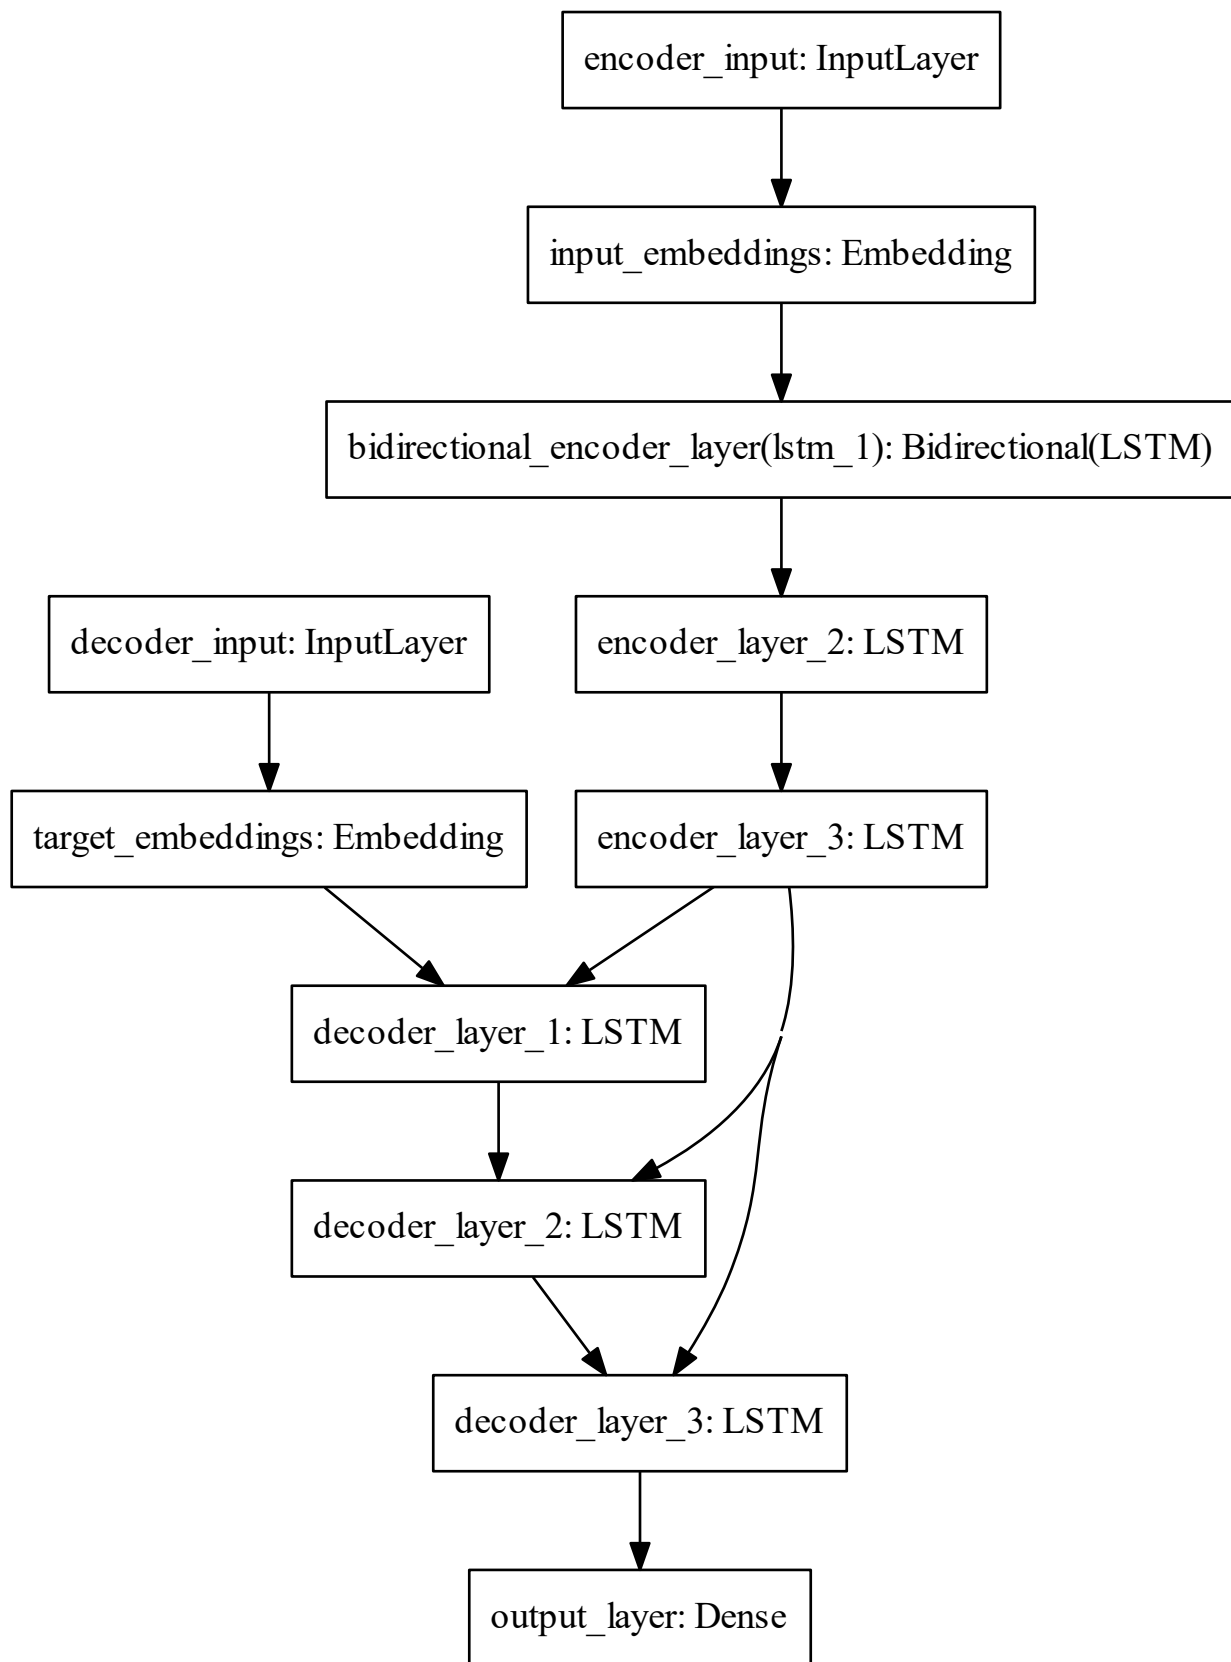 encoder_input: InputLayer
input_embeddings: Embedding
bidirectional_encoder_layer(lstm_1): Bidirectional(LSTM)
decoder_input: InputLayer
encoder_layer_2: LSTM
target_embeddings: Embedding
encoder_layer_3: LSTM
decoder_layer_1: LSTM
decoder_layer_2: LSTM
decoder_layer_3: LSTM
output_layer: Dense